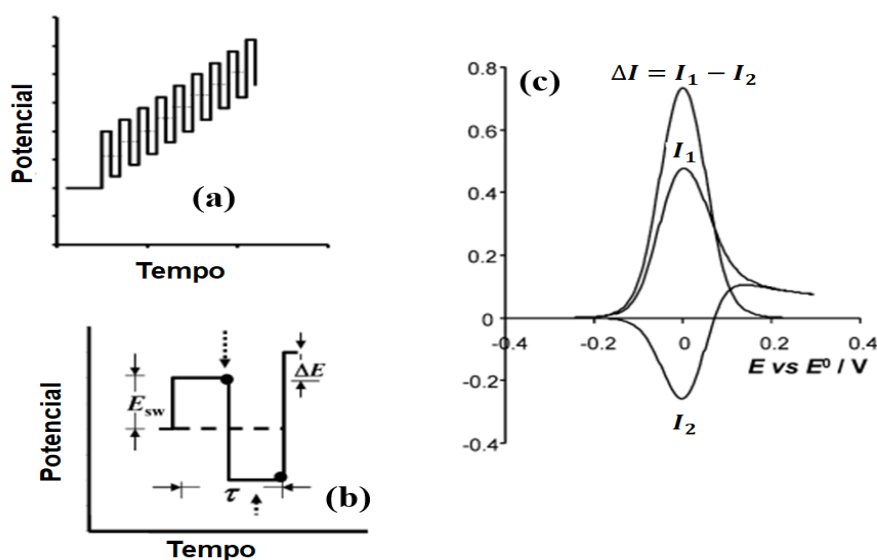 Potencial
(a)
Tempo
Potencial
E_sw
ΔE
τ
(b)
Tempo
(c)
ΔI = I₁ − I₂
I₁
I₂
0.8
0.6
0.4
0.2
0
-0.2
-0.4
-0.4
-0.2
0
0.2
0.4
E vs E⁰ / V